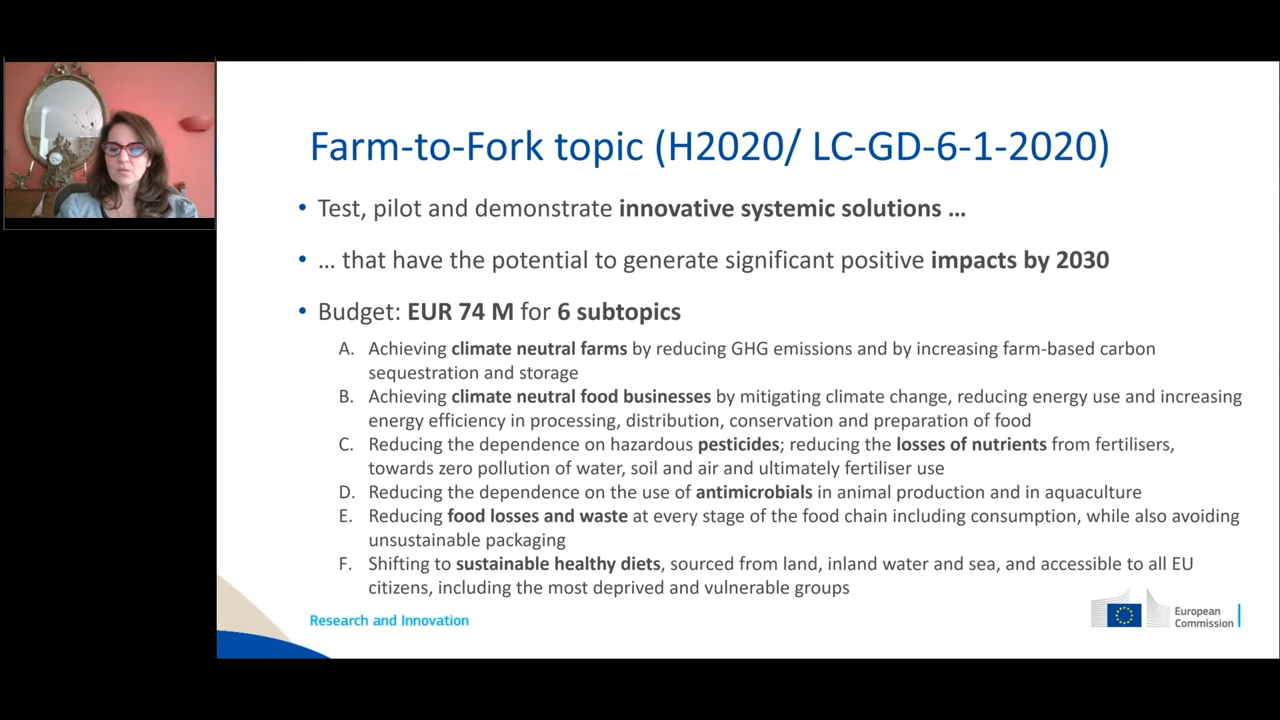 Farm-to-Fork topic (H2020/ LC-GD-6-1-2020)
• Test, pilot and demonstrate innovative systemic solutions …
• … that have the potential to generate significant positive impacts by 2030
• Budget: EUR 74 M for 6 subtopics
A. Achieving climate neutral farms by reducing GHG emissions and by increasing farm-based carbon
sequestration and storage
B. Achieving climate neutral food businesses by mitigating climate change, reducing energy use and increasing
energy efficiency in processing, distribution, conservation and preparation of food
C. Reducing the dependence on hazardous pesticides; reducing the losses of nutrients from fertilisers,
towards zero pollution of water, soil and air and ultimately fertiliser use
D. Reducing the dependence on the use of antimicrobials in animal production and in aquaculture
E. Reducing food losses and waste at every stage of the food chain including consumption, while also avoiding
unsustainable packaging
F. Shifting to sustainable healthy diets, sourced from land, inland water and sea, and accessible to all EU
citizens, including the most deprived and vulnerable groups
Research and Innovation
European
Commission